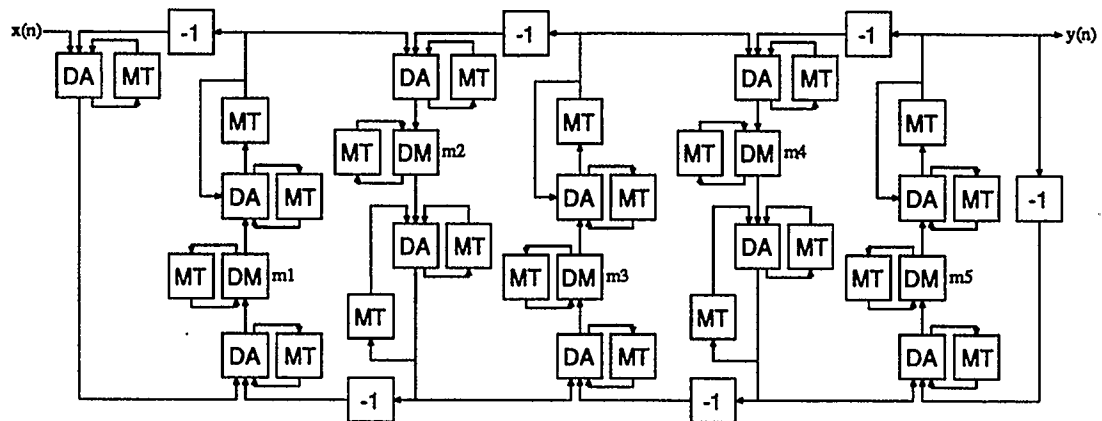 x(n) -1 -1 -1 y(n)
DA MT DA MT DA MT
MT MT MT
MT DM m2 MT DM m4
DA MT DA MT DA MT -1
DA MT DA MT
MT DM m1 MT DM m3 MT DM m5
MT MT
DA MT DA MT DA MT
-1 -1